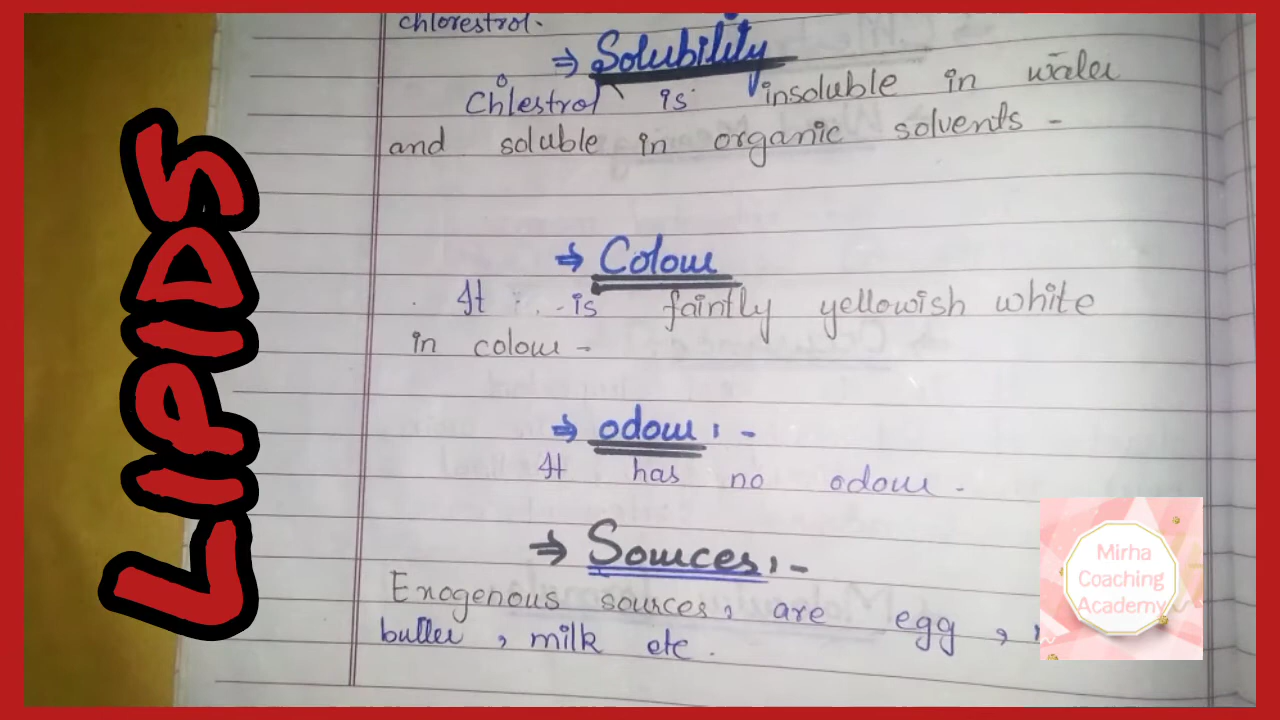 LIPIDS
chlorestrol.
⇒ Solubility
Chlestrol is insoluble in water
and soluble in organic solvents -
⇒ Colour
It is faintly yellowish white
in colour -
⇒ odour :-
It has no odour -
⇒ Sources :-
Exogenous sources, are egg ,
butter , milk etc .
Mirha
Coaching
Academy